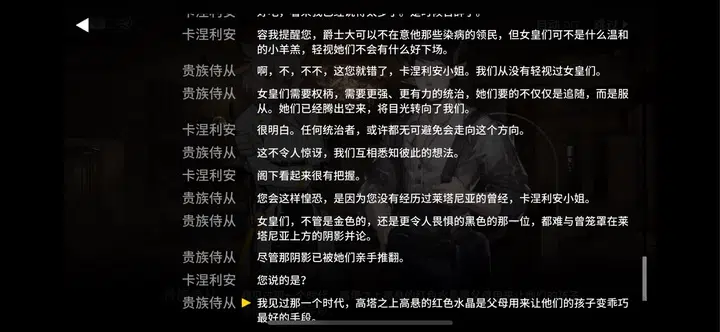 卡涅利安
容我提醒您，爵士大可以不在意他那些染病的领民，但女皇们可不是什么温和
的小羊羔，轻视她们不会有什么好下场。
贵族侍从
啊，不，不不，这您就错了，卡涅利安小姐。我们从没有轻视过女皇们。
贵族侍从
女皇们需要权柄，需要更强、更有力的统治，她们要的不仅仅是追随，而是服
从。她们已经腾出空来，将目光转向了我们。
卡涅利安
很明白。任何统治者，或许都无可避免会走向这个方向。
贵族侍从
这不令人惊讶，我们互相悉知彼此的想法。
卡涅利安
阁下看起来很有把握。
贵族侍从
您会这样惶恐，是因为您没有经历过莱塔尼亚的曾经，卡涅利安小姐。
贵族侍从
女皇们，不管是金色的，还是更令人畏惧的黑色的那一位，都难与曾笼罩在莱
塔尼亚上方的阴影并论。
贵族侍从
尽管那阴影已被她们亲手推翻。
卡涅利安
您说的是？
贵族侍从
我见过那一个时代，高塔之上高悬的红色水晶是父母用来让他们的孩子变乖巧
最好的手段。